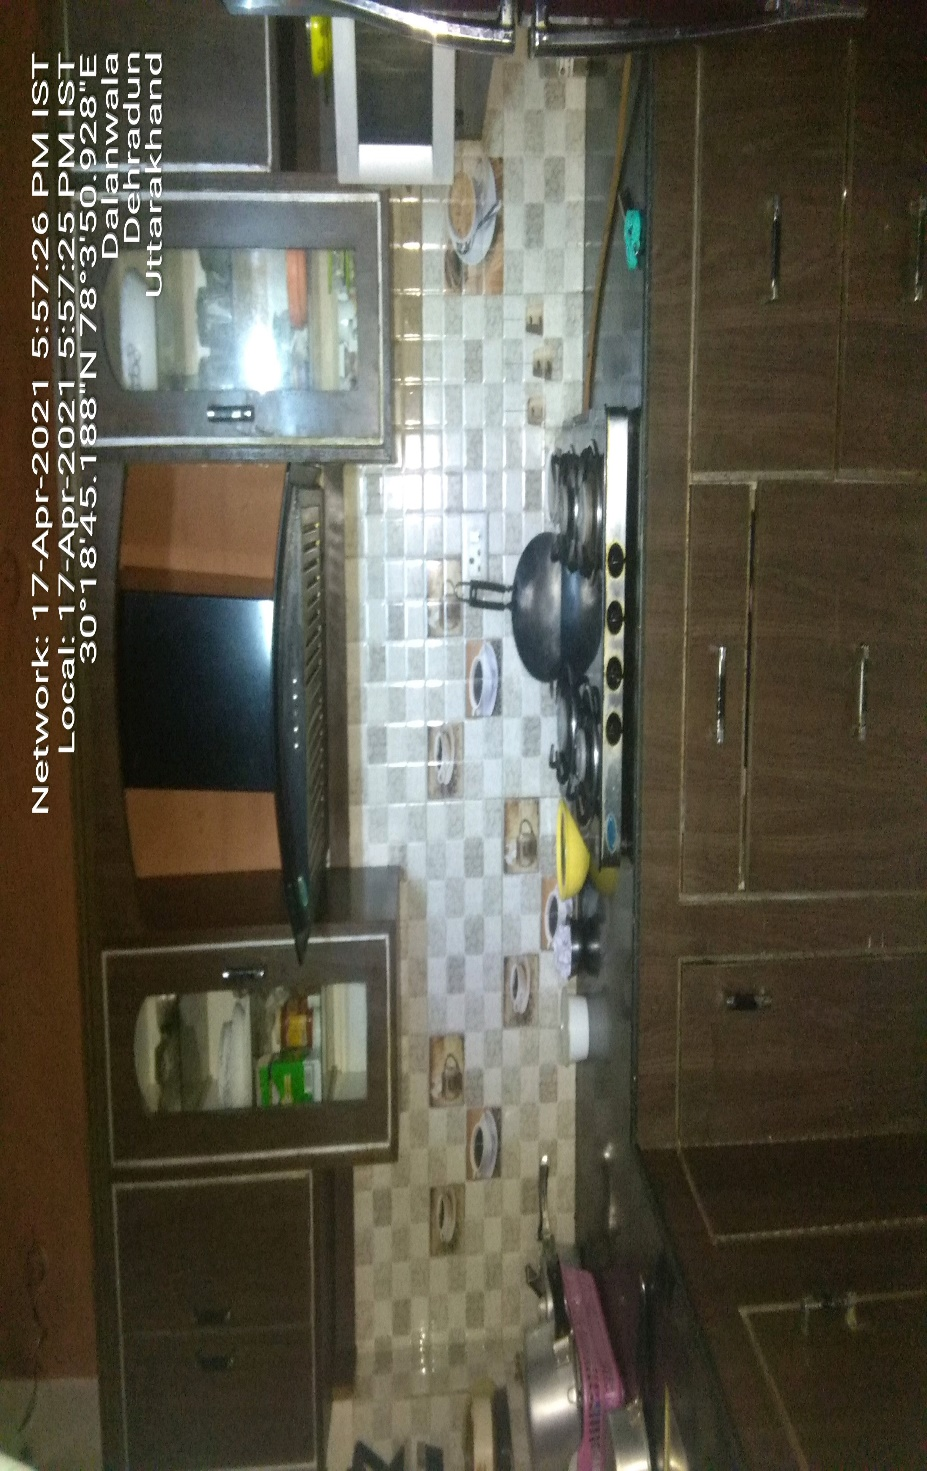 Network: 17-Apr-2021 5:57:26 PM IST
Local: 17-Apr-2021 5:57:25 PM IST
30°18'45.188"N 78°3'50.928"E
Dalanwala
Dehradun
Uttarakhand